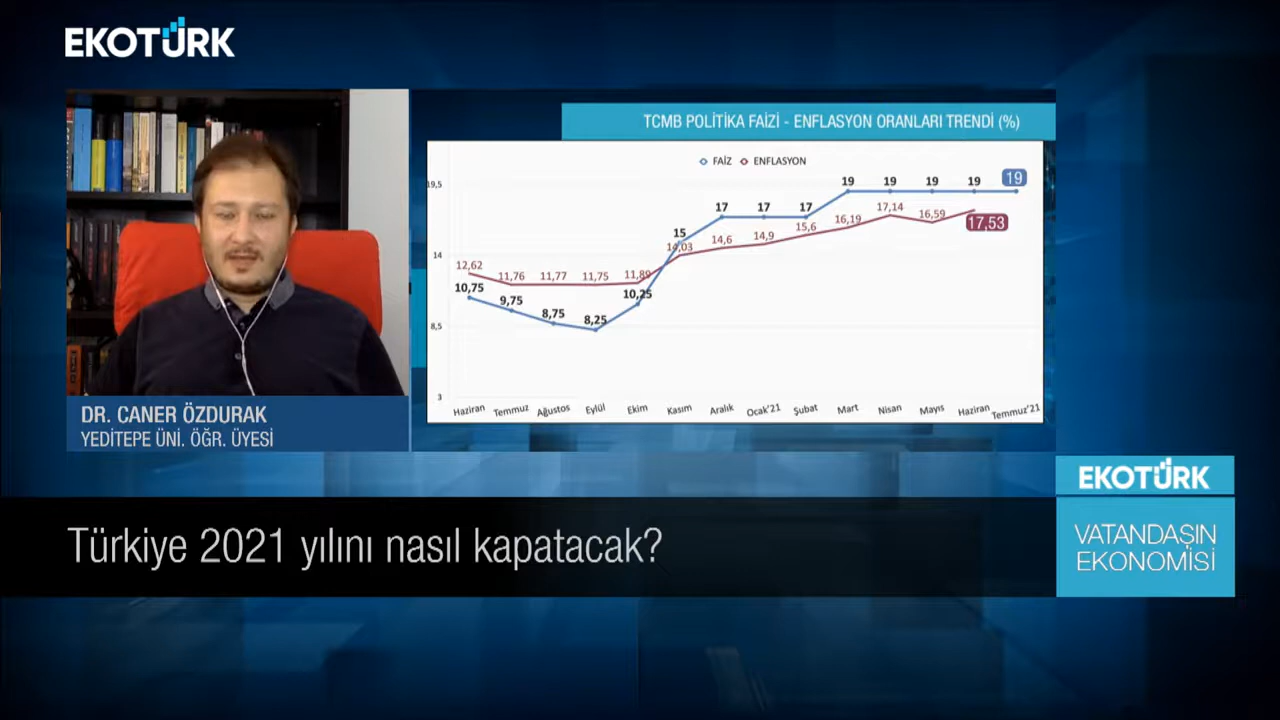 EKOTÜRK
TCMB POLİTİKA FAİZİ - ENFLASYON ORANLARI TRENDİ (%)
FAİZ ENFLASYON
19,5
14
8,5
3
12,62 11,76 11,77 11,75 11,89 14,03 14,6 14,9 15,6 16,19 17,14 16,59 17,53
10,75 9,75 8,75 8,25 10,25 15 17 17 17 19 19 19 19 19
Haziran Temmuz Ağustos Eylül Ekim Kasım Aralık Ocak'21 Şubat Mart Nisan Mayıs Haziran Temmuz'21
DR. CANER ÖZDURAK
YEDİTEPE ÜNİ. ÖĞR. ÜYESİ
Türkiye 2021 yılını nasıl kapatacak?
EKOTÜRK
VATANDAŞIN
EKONOMİSİ